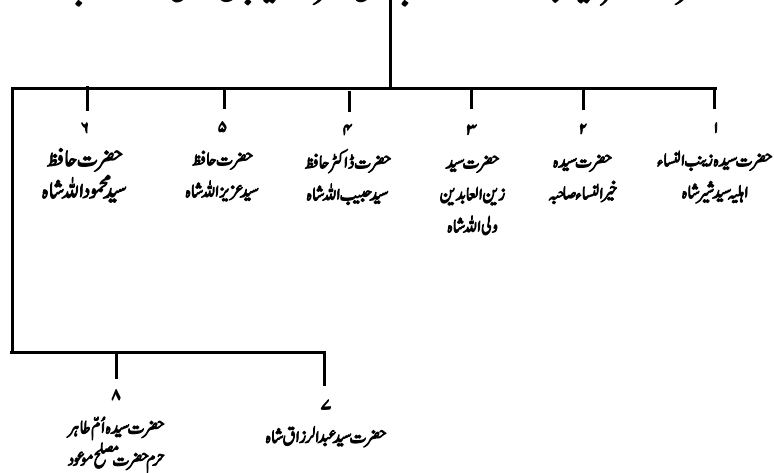 ۱
حضرت سیدہ زینب النساء
اہلیہ سید شیر شاہ
۲
حضرت سیدہ
خیر النساء صاحبہ
۳
حضرت سید
زین العابدین
ولی اللہ شاہ
۴
حضرت ڈاکٹر حافظ
سید حبیب اللہ شاہ
۵
حضرت حافظ
سید عزیز اللہ شاہ
۶
حضرت حافظ
سید محمود اللہ شاہ
۷
حضرت سید عبدالرزاق شاہ
۸
حضرت سیدہ اُمّ طاہر
حرم حضرت مصلح موعود